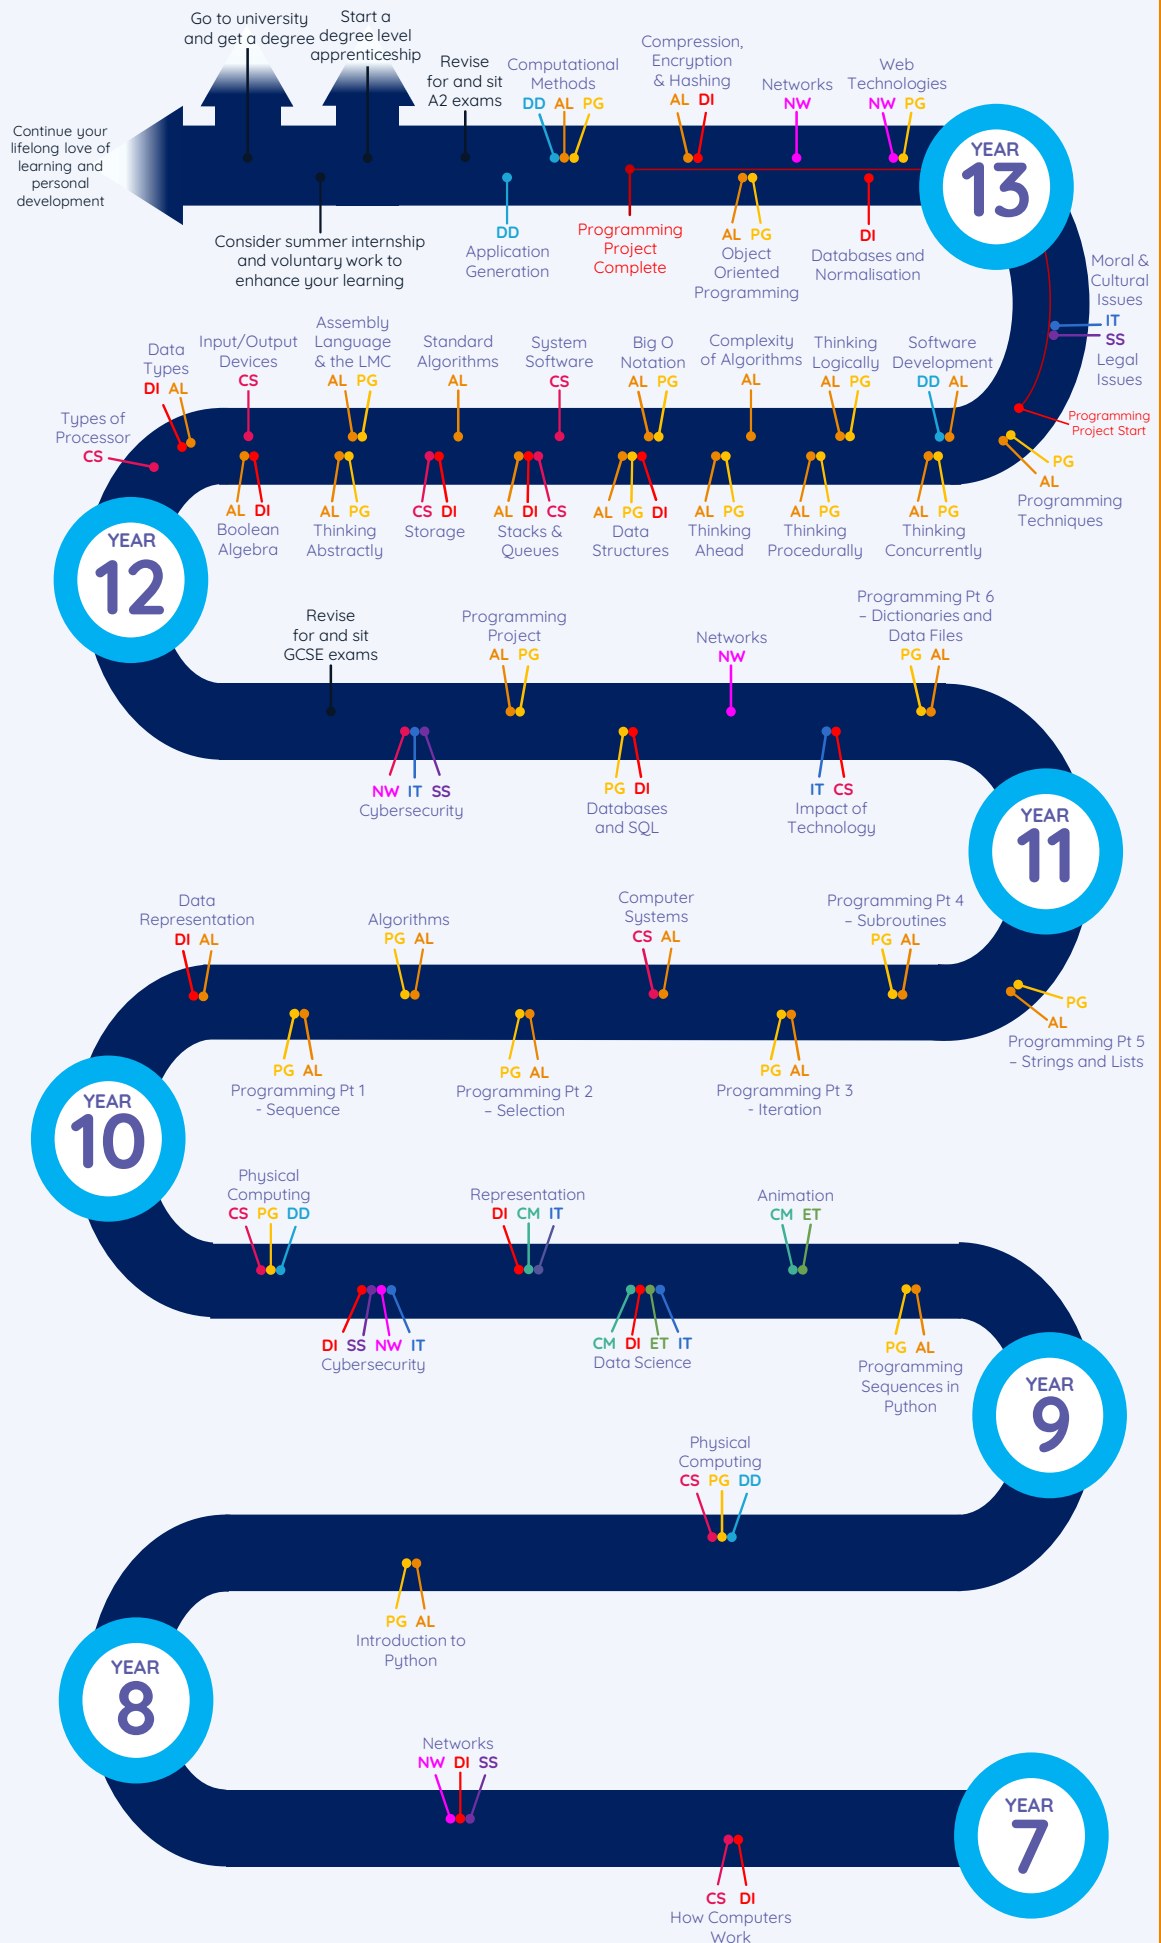 Go to university
and get a degree
Start a
degree level
apprenticeship
Revise
for and sit
A2 exams
Computational
Methods
DD AL PG
Compression,
Encryption
& Hashing
AL DI
Networks
NW
Web
Technologies
NW PG
Continue your
lifelong love of
learning and
personal
development
YEAR
13
Consider summer internship
and voluntary work to
enhance your learning
DD
Application
Generation
Programming
Project
Complete
AL PG
Object
Oriented
Programming
DI
Databases and
Normalisation
Moral &
Cultural
Issues
IT
SS
Legal
Issues
Programming
Project Start
PG
AL
Programming
Techniques
Types of
Processor
CS
Data
Types
DI AL
Input/Output
Devices
CS
Assembly
Language
& the LMC
AL PG
Standard
Algorithms
AL
System
Software
CS
Big O
Notation
AL PG
Complexity
of Algorithms
AL
Thinking
Logically
AL PG
Software
Development
DD AL
AL DI
Boolean
Algebra
AL PG
Thinking
Abstractly
CS DI
Storage
AL DI CS
Stacks &
Queues
AL PG DI
Data
Structures
AL PG
Thinking
Ahead
AL PG
Thinking
Procedurally
AL PG
Thinking
Concurrently
YEAR
12
Revise
for and sit
GCSE exams
Programming
Project
AL PG
Networks
NW
Programming Pt 6
– Dictionaries and
Data Files
PG AL
NW IT SS
Cybersecurity
PG DI
Databases
and SQL
IT CS
Impact of
Technology
YEAR
11
Data
Representation
DI AL
Algorithms
PG AL
Computer
Systems
CS AL
Programming Pt 4
– Subroutines
PG AL
PG
AL
Programming Pt 5
– Strings and Lists
PG AL
Programming Pt 1
- Sequence
PG AL
Programming Pt 2
– Selection
PG AL
Programming Pt 3
- Iteration
YEAR
10
Physical
Computing
CS PG DD
Representation
DI CM IT
Animation
CM ET
DI SS NW IT
Cybersecurity
CM DI ET IT
Data Science
PG AL
Programming
Sequences in
Python
YEAR
9
Physical
Computing
CS PG DD
PG AL
Introduction to
Python
YEAR
8
Networks
NW DI SS
YEAR
7
CS DI
How Computers
Work